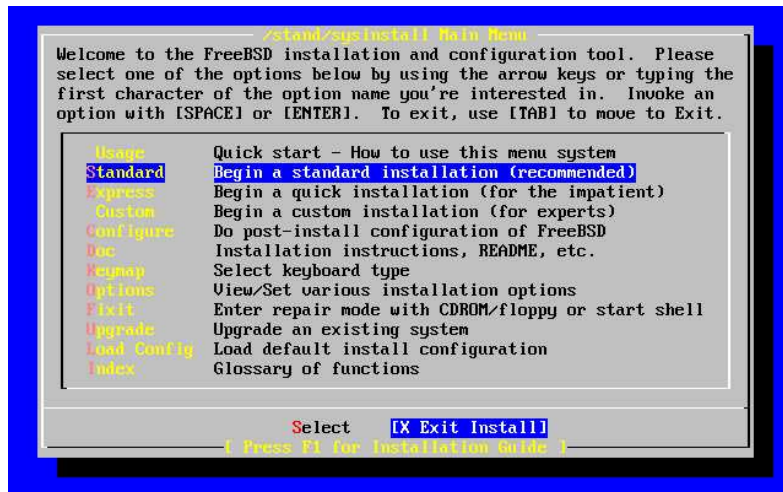 /stand/sysinstall Main Menu
Welcome to the FreeBSD installation and configuration tool.  Please
select one of the options below by using the arrow keys or typing the
first character of the option name you're interested in.  Invoke an
option with [SPACE] or [ENTER].  To exit, use [TAB] to move to Exit.
Usage Quick start - How to use this menu system
Standard Begin a standard installation (recommended)
Express Begin a quick installation (for the impatient)
Custom Begin a custom installation (for experts)
Configure Do post-install configuration of FreeBSD
Doc Installation instructions, README, etc.
Keymap Select keyboard type
Options View/Set various installation options
Fixit Enter repair mode with CDROM/floppy or start shell
Upgrade Upgrade an existing system
Load Config Load default install configuration
Index Glossary of functions
Select [X Exit Install]
[ Press F1 for Installation Guide ]